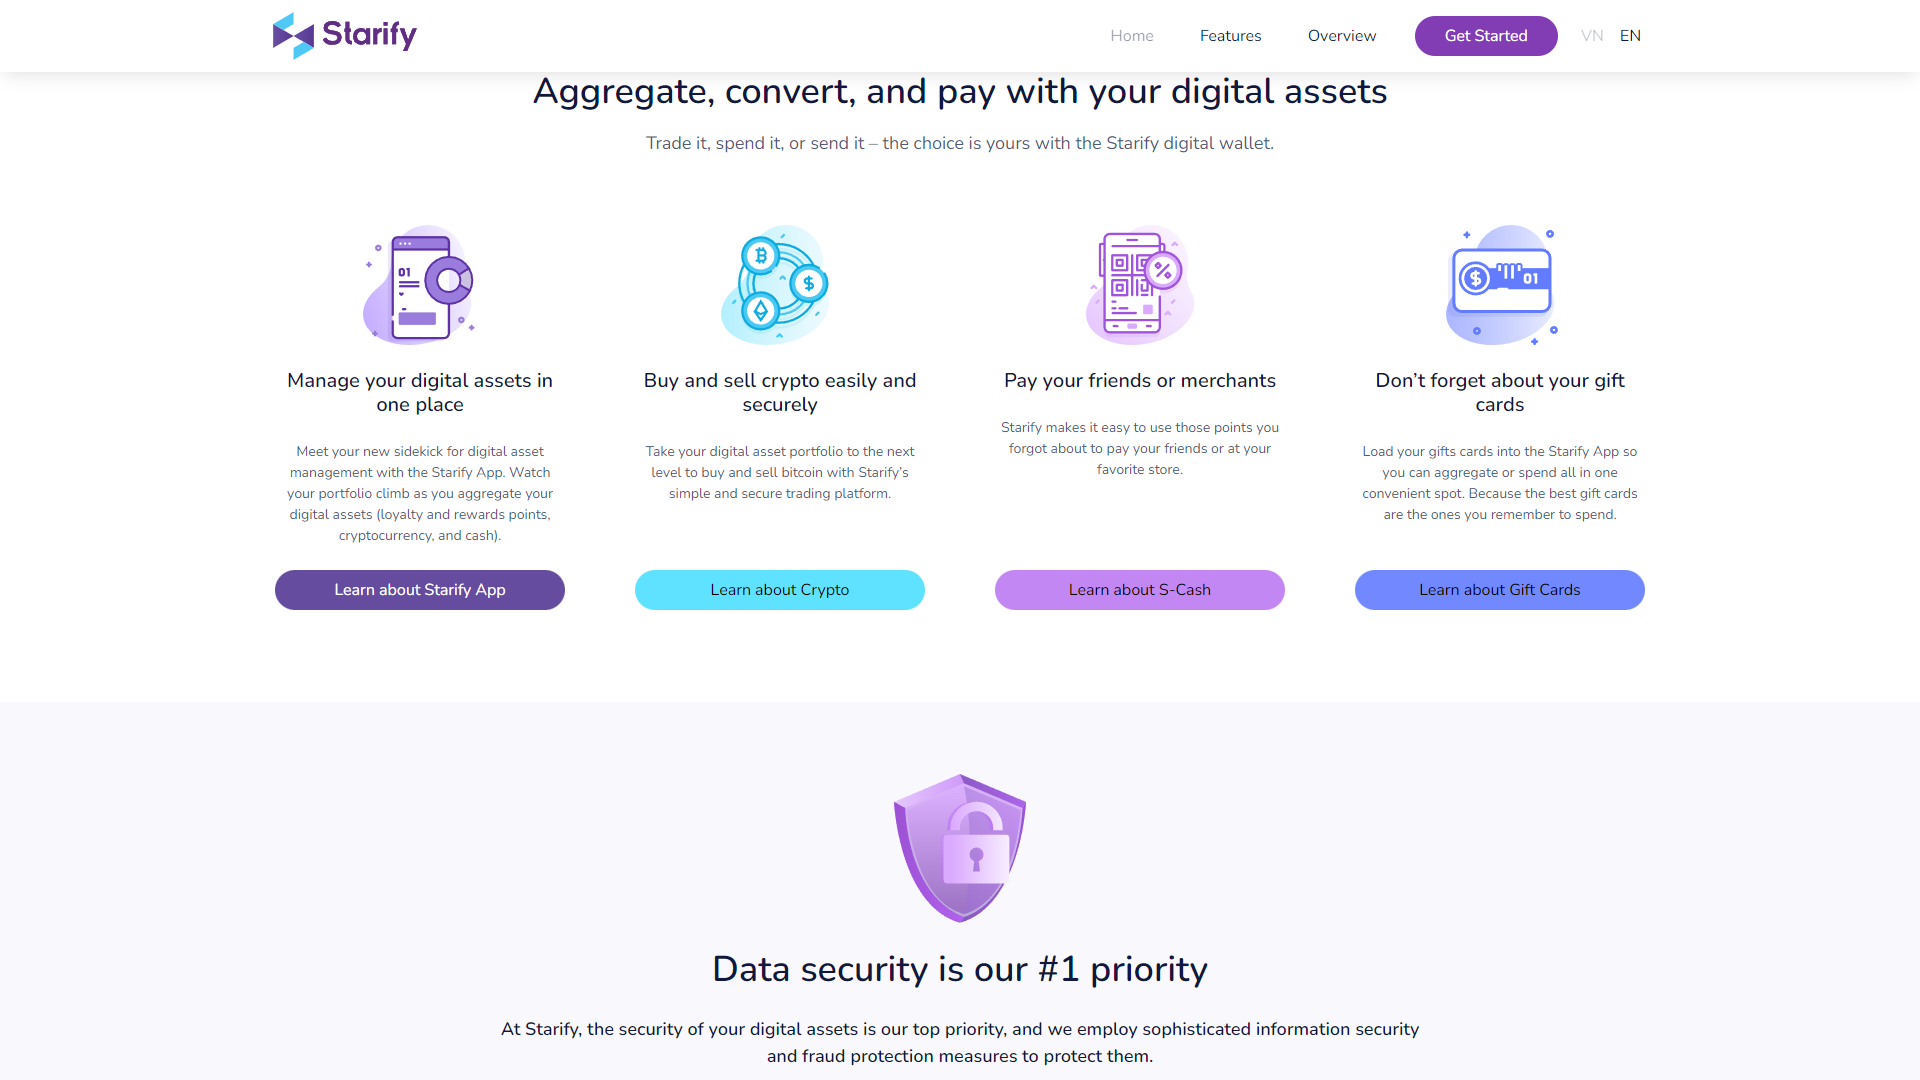 Starify
Home
Features
Overview
Get Started
VN
EN
Aggregate, convert, and pay with your digital assets
Trade it, spend it, or send it – the choice is yours with the Starify digital wallet.
01
Manage your digital assets in
one place
Meet your new sidekick for digital asset
management with the Starify App. Watch
your portfolio climb as you aggregate your
digital assets (loyalty and rewards points,
cryptocurrency, and cash).
Learn about Starify App
$
Buy and sell crypto easily and
securely
Take your digital asset portfolio to the next
level to buy and sell bitcoin with Starify’s
simple and secure trading platform.
Learn about Crypto
%
Pay your friends or merchants
Starify makes it easy to use those points you
forgot about to pay your friends or at your
favorite store.
Learn about S-Cash
$ 01
Don’t forget about your gift
cards
Load your gifts cards into the Starify App so
you can aggregate or spend all in one
convenient spot. Because the best gift cards
are the ones you remember to spend.
Learn about Gift Cards
Data security is our #1 priority
At Starify, the security of your digital assets is our top priority, and we employ sophisticated information security
and fraud protection measures to protect them.